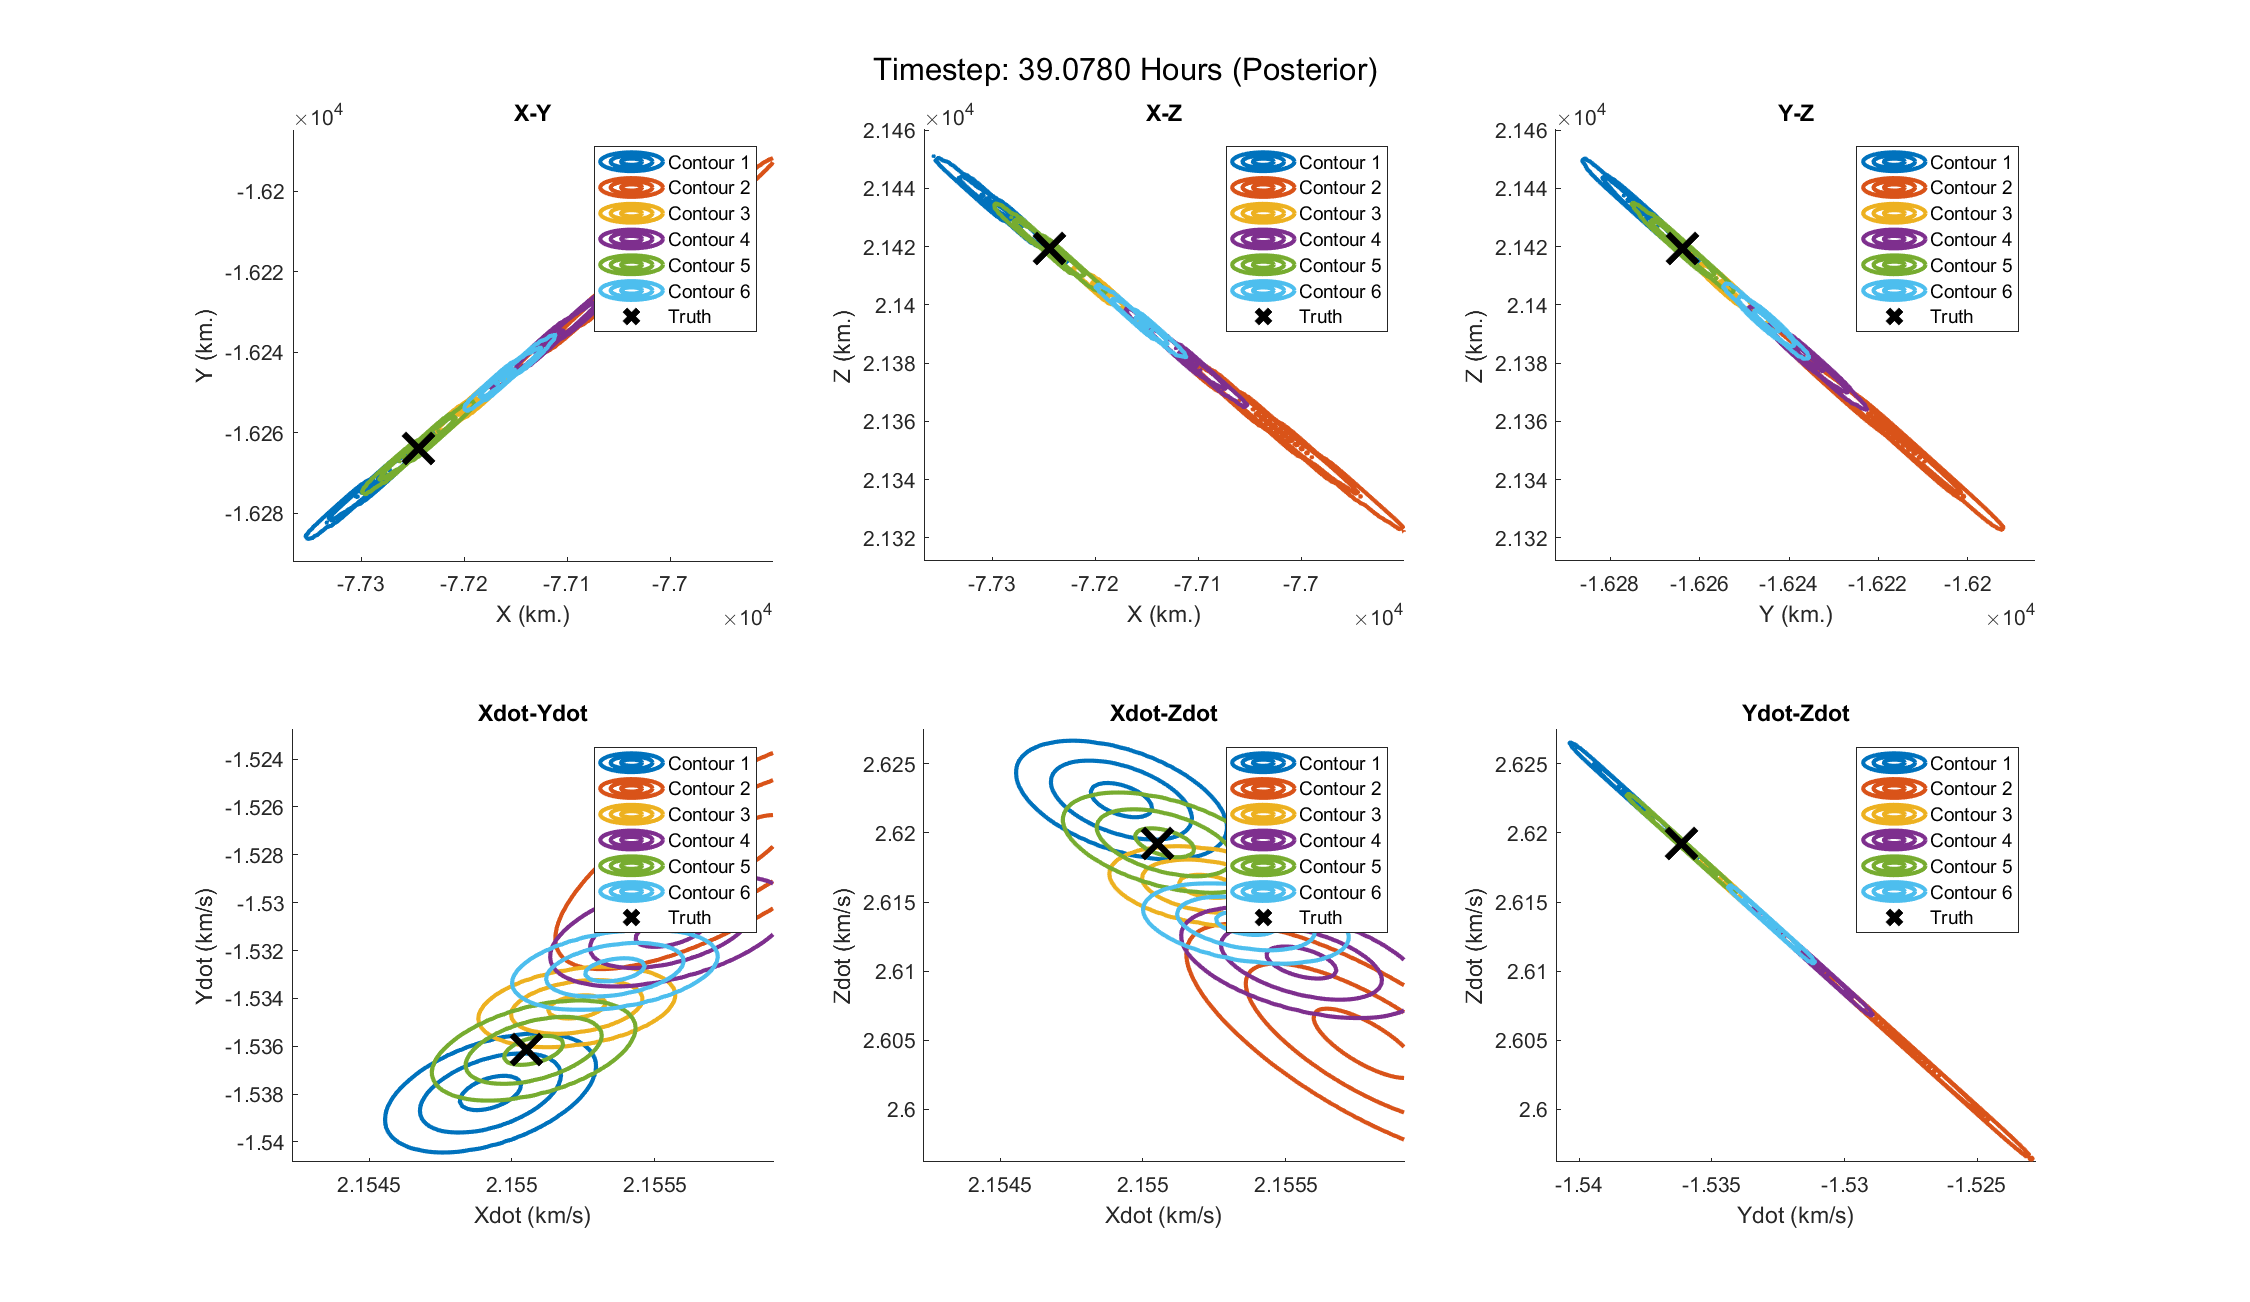 Timestep: 39.0780 Hours (Posterior)
X-Y
×10^4
-1.62
-1.622
-1.624
-1.626
-1.628
Y (km.)
-7.73
-7.72
-7.71
-7.7
X (km.)
×10^4
Contour 1
Contour 2
Contour 3
Contour 4
Contour 5
Contour 6
Truth
X-Z
×10^4
2.146
2.144
2.142
2.14
2.138
2.136
2.134
2.132
Z (km.)
-7.73
-7.72
-7.71
-7.7
X (km.)
×10^4
Contour 1
Contour 2
Contour 3
Contour 4
Contour 5
Contour 6
Truth
Y-Z
×10^4
2.146
2.144
2.142
2.14
2.138
2.136
2.134
2.132
Z (km.)
-1.628
-1.626
-1.624
-1.622
-1.62
Y (km.)
×10^4
Contour 1
Contour 2
Contour 3
Contour 4
Contour 5
Contour 6
Truth
Xdot-Ydot
-1.524
-1.526
-1.528
-1.53
-1.532
-1.534
-1.536
-1.538
-1.54
Ydot (km/s)
2.1545
2.155
2.1555
Xdot (km/s)
Contour 1
Contour 2
Contour 3
Contour 4
Contour 5
Contour 6
Truth
Xdot-Zdot
2.625
2.62
2.615
2.61
2.605
2.6
Zdot (km/s)
2.1545
2.155
2.1555
Xdot (km/s)
Contour 1
Contour 2
Contour 3
Contour 4
Contour 5
Contour 6
Truth
Ydot-Zdot
2.625
2.62
2.615
2.61
2.605
2.6
Zdot (km/s)
-1.54
-1.535
-1.53
-1.525
Ydot (km/s)
Contour 1
Contour 2
Contour 3
Contour 4
Contour 5
Contour 6
Truth